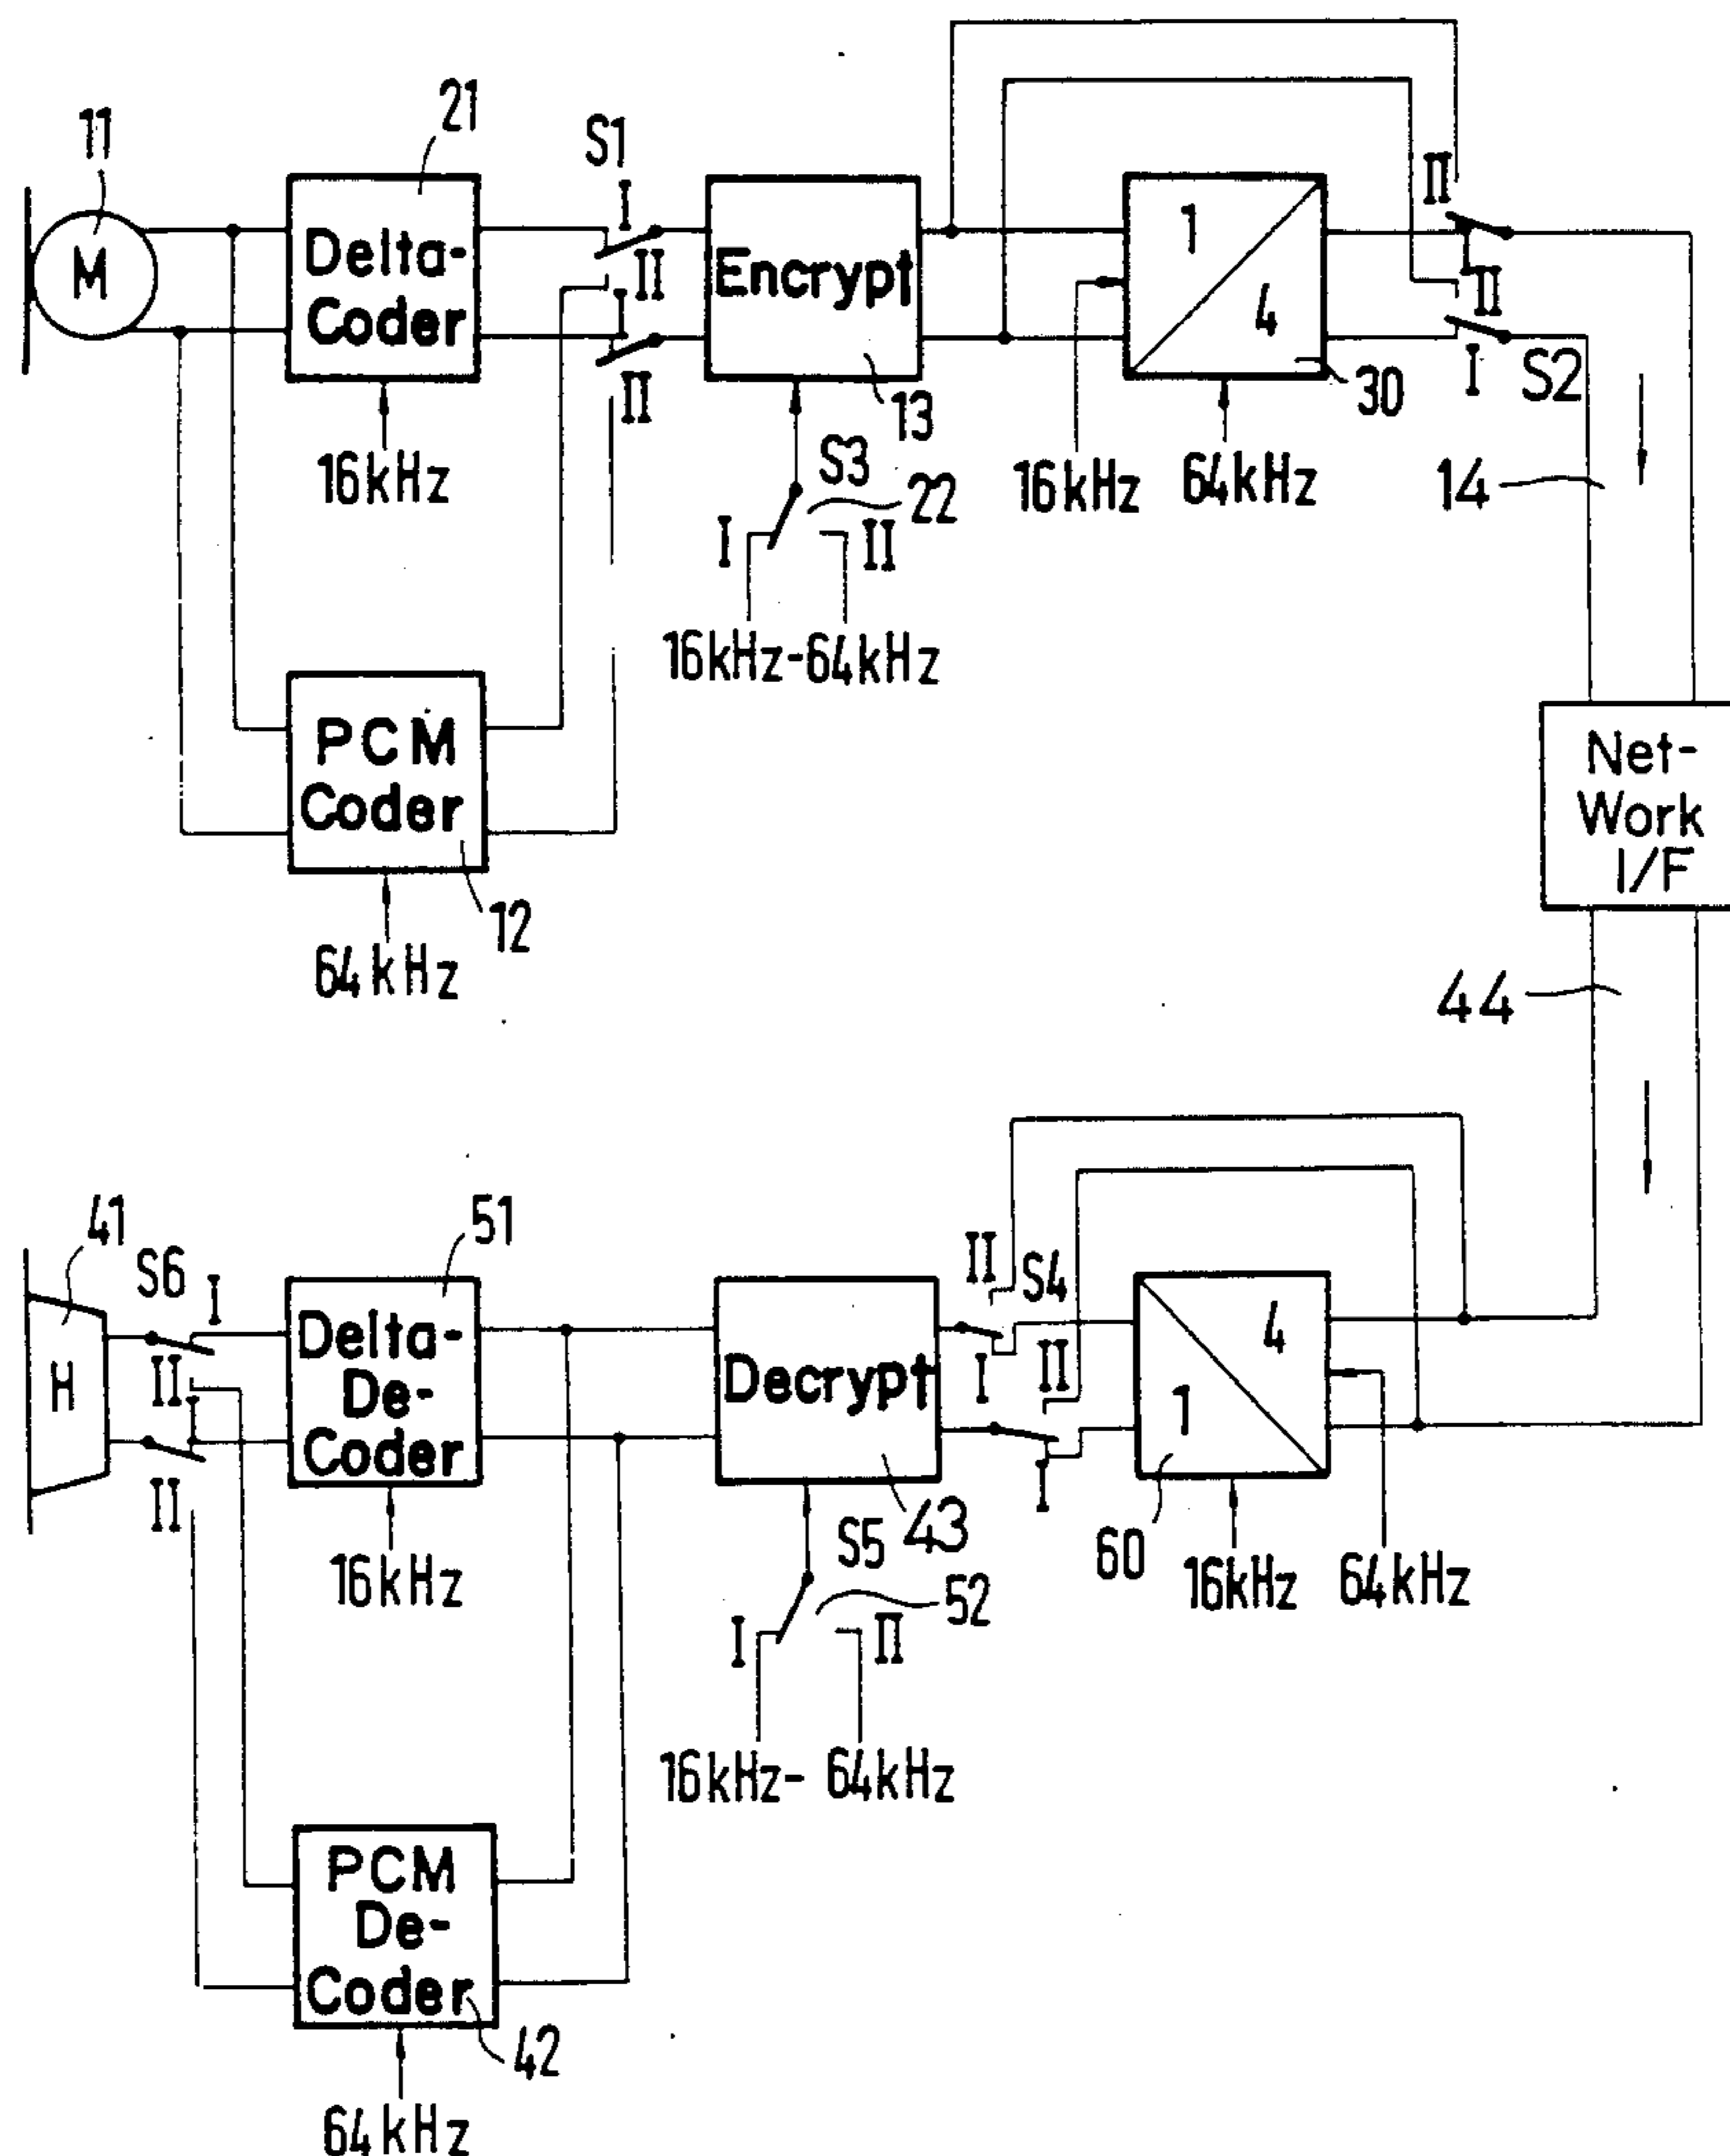 11
21
S1
I
II
I
II
M
Delta-
Coder
Encrypt
1
4
II
II
I
S2
30
13
16kHz
S3
22
I
II
16kHz-64kHz
16kHz
64kHz
14
PCM
Coder
12
64kHz
Net-
Work
I/F
44
41
S6
I
II
I
II
H
51
Delta-
De-
Coder
16kHz
Decrypt
43
II
S4
I
II
I
4
1
60
16kHz
64kHz
S5
52
I
II
16kHz- 64kHz
PCM
De-
Coder
42
64kHz